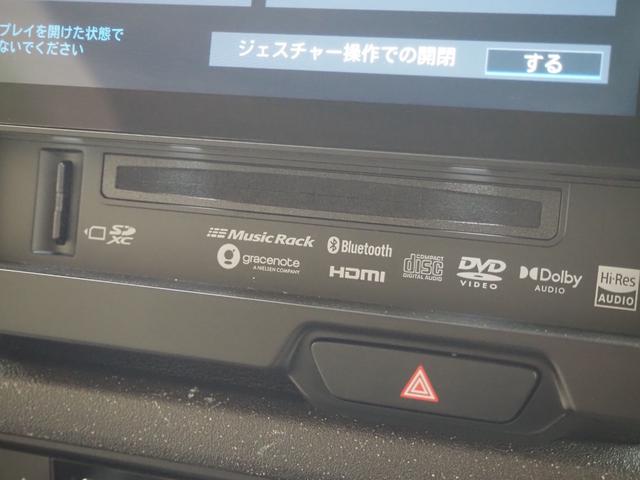 プレイを開けた状態で
ないでください
ジェスチャー操作での開閉 する
SD
XC
Music Rack
gracenote
A NIELSEN COMPANY
Bluetooth
HDMI
COMPACT
disc
DIGITAL AUDIO
DVD
VIDEO
Dolby
AUDIO
Hi-Res
AUDIO